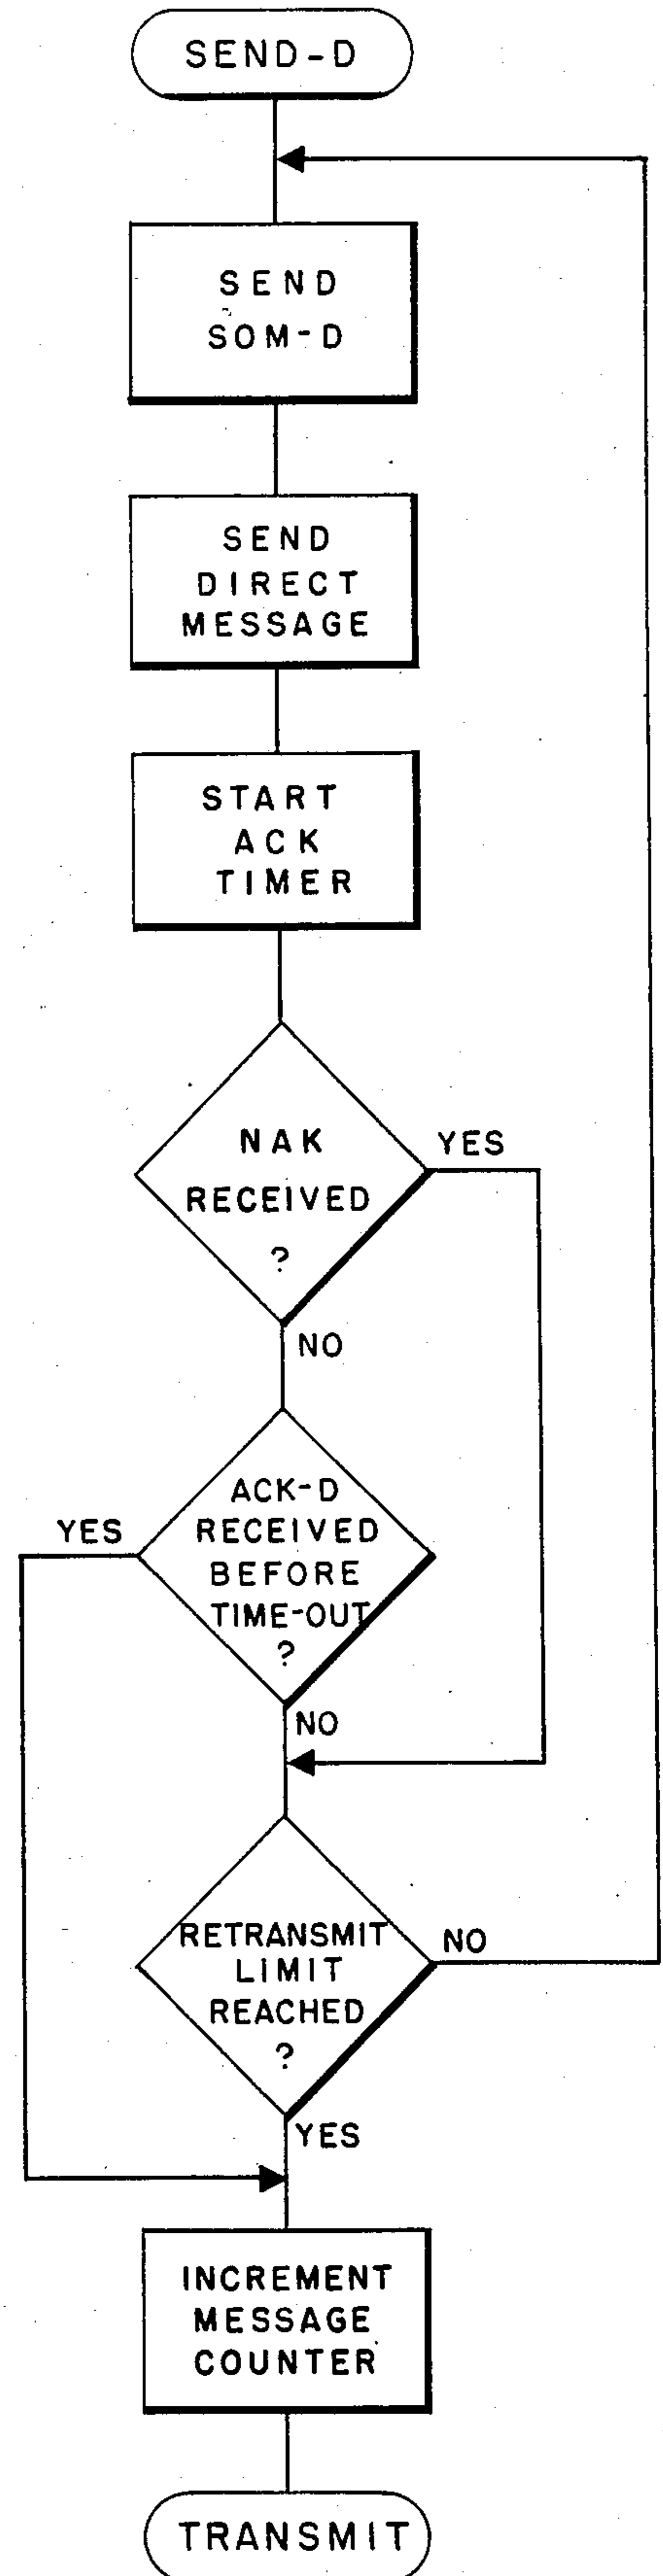 SEND-D
SEND
SOM-D
SEND
DIRECT
MESSAGE
START
ACK
TIMER
NAK
RECEIVED
?
YES
NO
ACK-D
RECEIVED
BEFORE
TIME-OUT
?
YES
NO
RETRANSMIT
LIMIT
REACHED
?
NO
YES
INCREMENT
MESSAGE
COUNTER
TRANSMIT